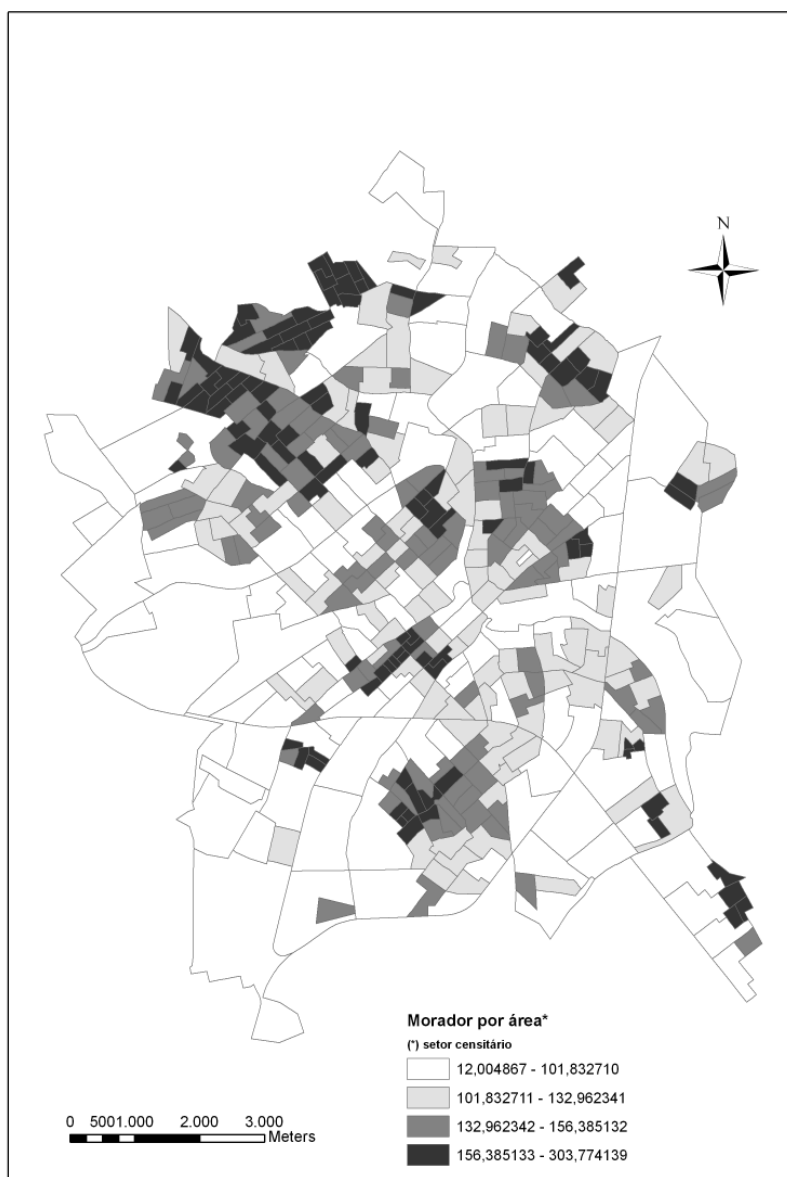 N
Morador por área*
(*) setor censitário
12,004867 - 101,832710
101,832711 - 132,962341
132,962342 - 156,385132
156,385133 - 303,774139
0 5001.000 2.000 3.000
Meters